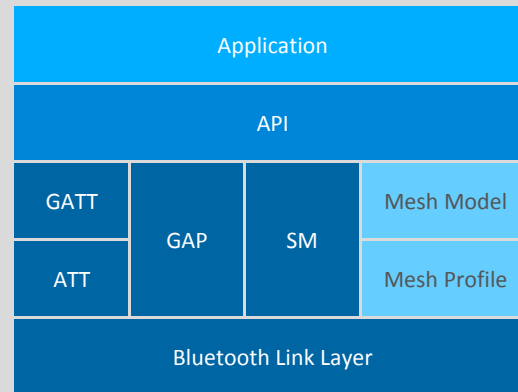 Application
API
GATT
GAP
SM
Mesh Model
ATT
Mesh Profile
Bluetooth Link Layer